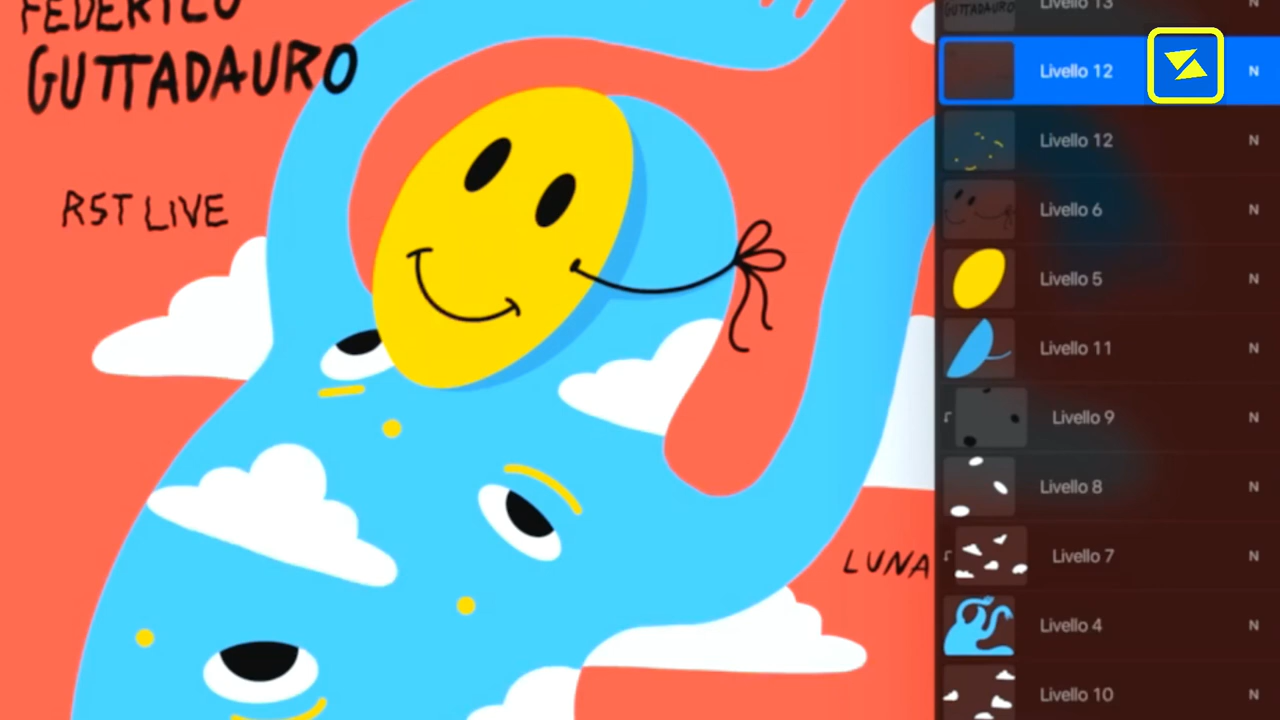 FEDERICO
GUTTADAURO
RST LIVE
LUNA
GUTTADAURO
Livello 13 N
Livello 12 N
Livello 12 N
Livello 6 N
Livello 5 N
Livello 11 N
Livello 9 N
Livello 8 N
Livello 7 N
Livello 4 N
Livello 10 N